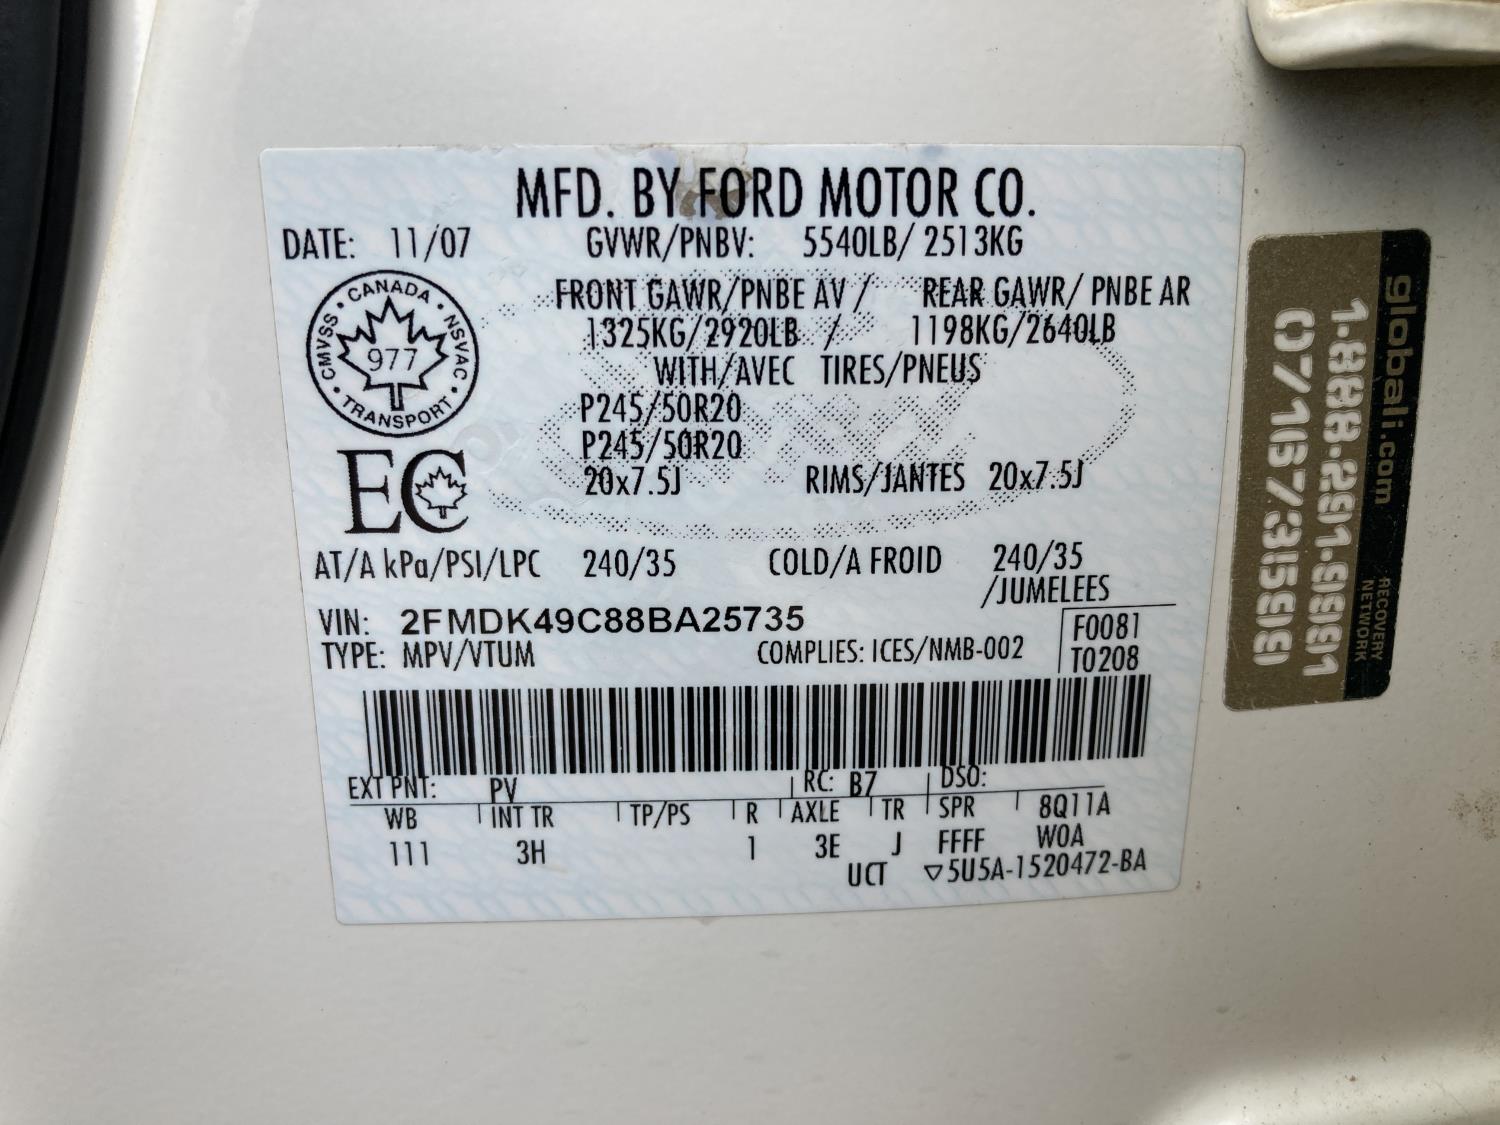 MFD. BY FORD MOTOR CO.
DATE: 11/07 GVWR/PNBV: 5540LB/ 2513KG
FRONT GAWR/PNBE AV / REAR GAWR/ PNBE AR
1325KG/2920LB / 1198KG/2640LB
WITH/AVEC TIRES/PNEUS
P245/50R20
P245/50R20
20x7.5J RIMS/JANTES 20x7.5J
CANADA
CMVSS NSVAC
977
TRANSPORT
EC
AT/A kPa/PSI/LPC 240/35 COLD/A FROID 240/35
/JUMELEES
VIN: 2FMDK49C88BA25735
F0081
TYPE: MPV/VTUM COMPLIES: ICES/NMB-002
T0208
EXT PNT: PV RC: B7 DSO:
WB INT TR TP/PS R AXLE TR SPR 8Q11A
111 3H 1 3E J FFFF W0A
UCT ▽5U5A-1520472-BA
globali.com
RECOVERY
NETWORK
1.888.291.9991